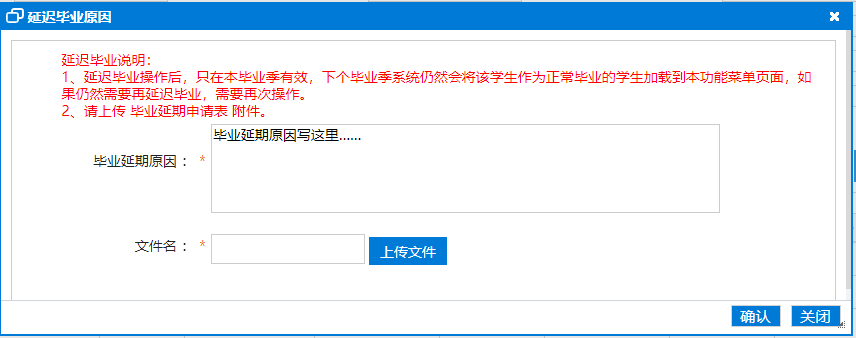 延迟毕业原因
延迟毕业说明：
1、延迟毕业操作后，只在本毕业季有效，下个毕业季系统仍然会将该学生作为正常毕业的学生加载到本功能菜单页面，如
果仍然需要再延迟毕业，需要再次操作。
2、请上传 毕业延期申请表 附件。
毕业延期原因写这里......
毕业延期原因： *
文件名： * 上传文件
确认 关闭